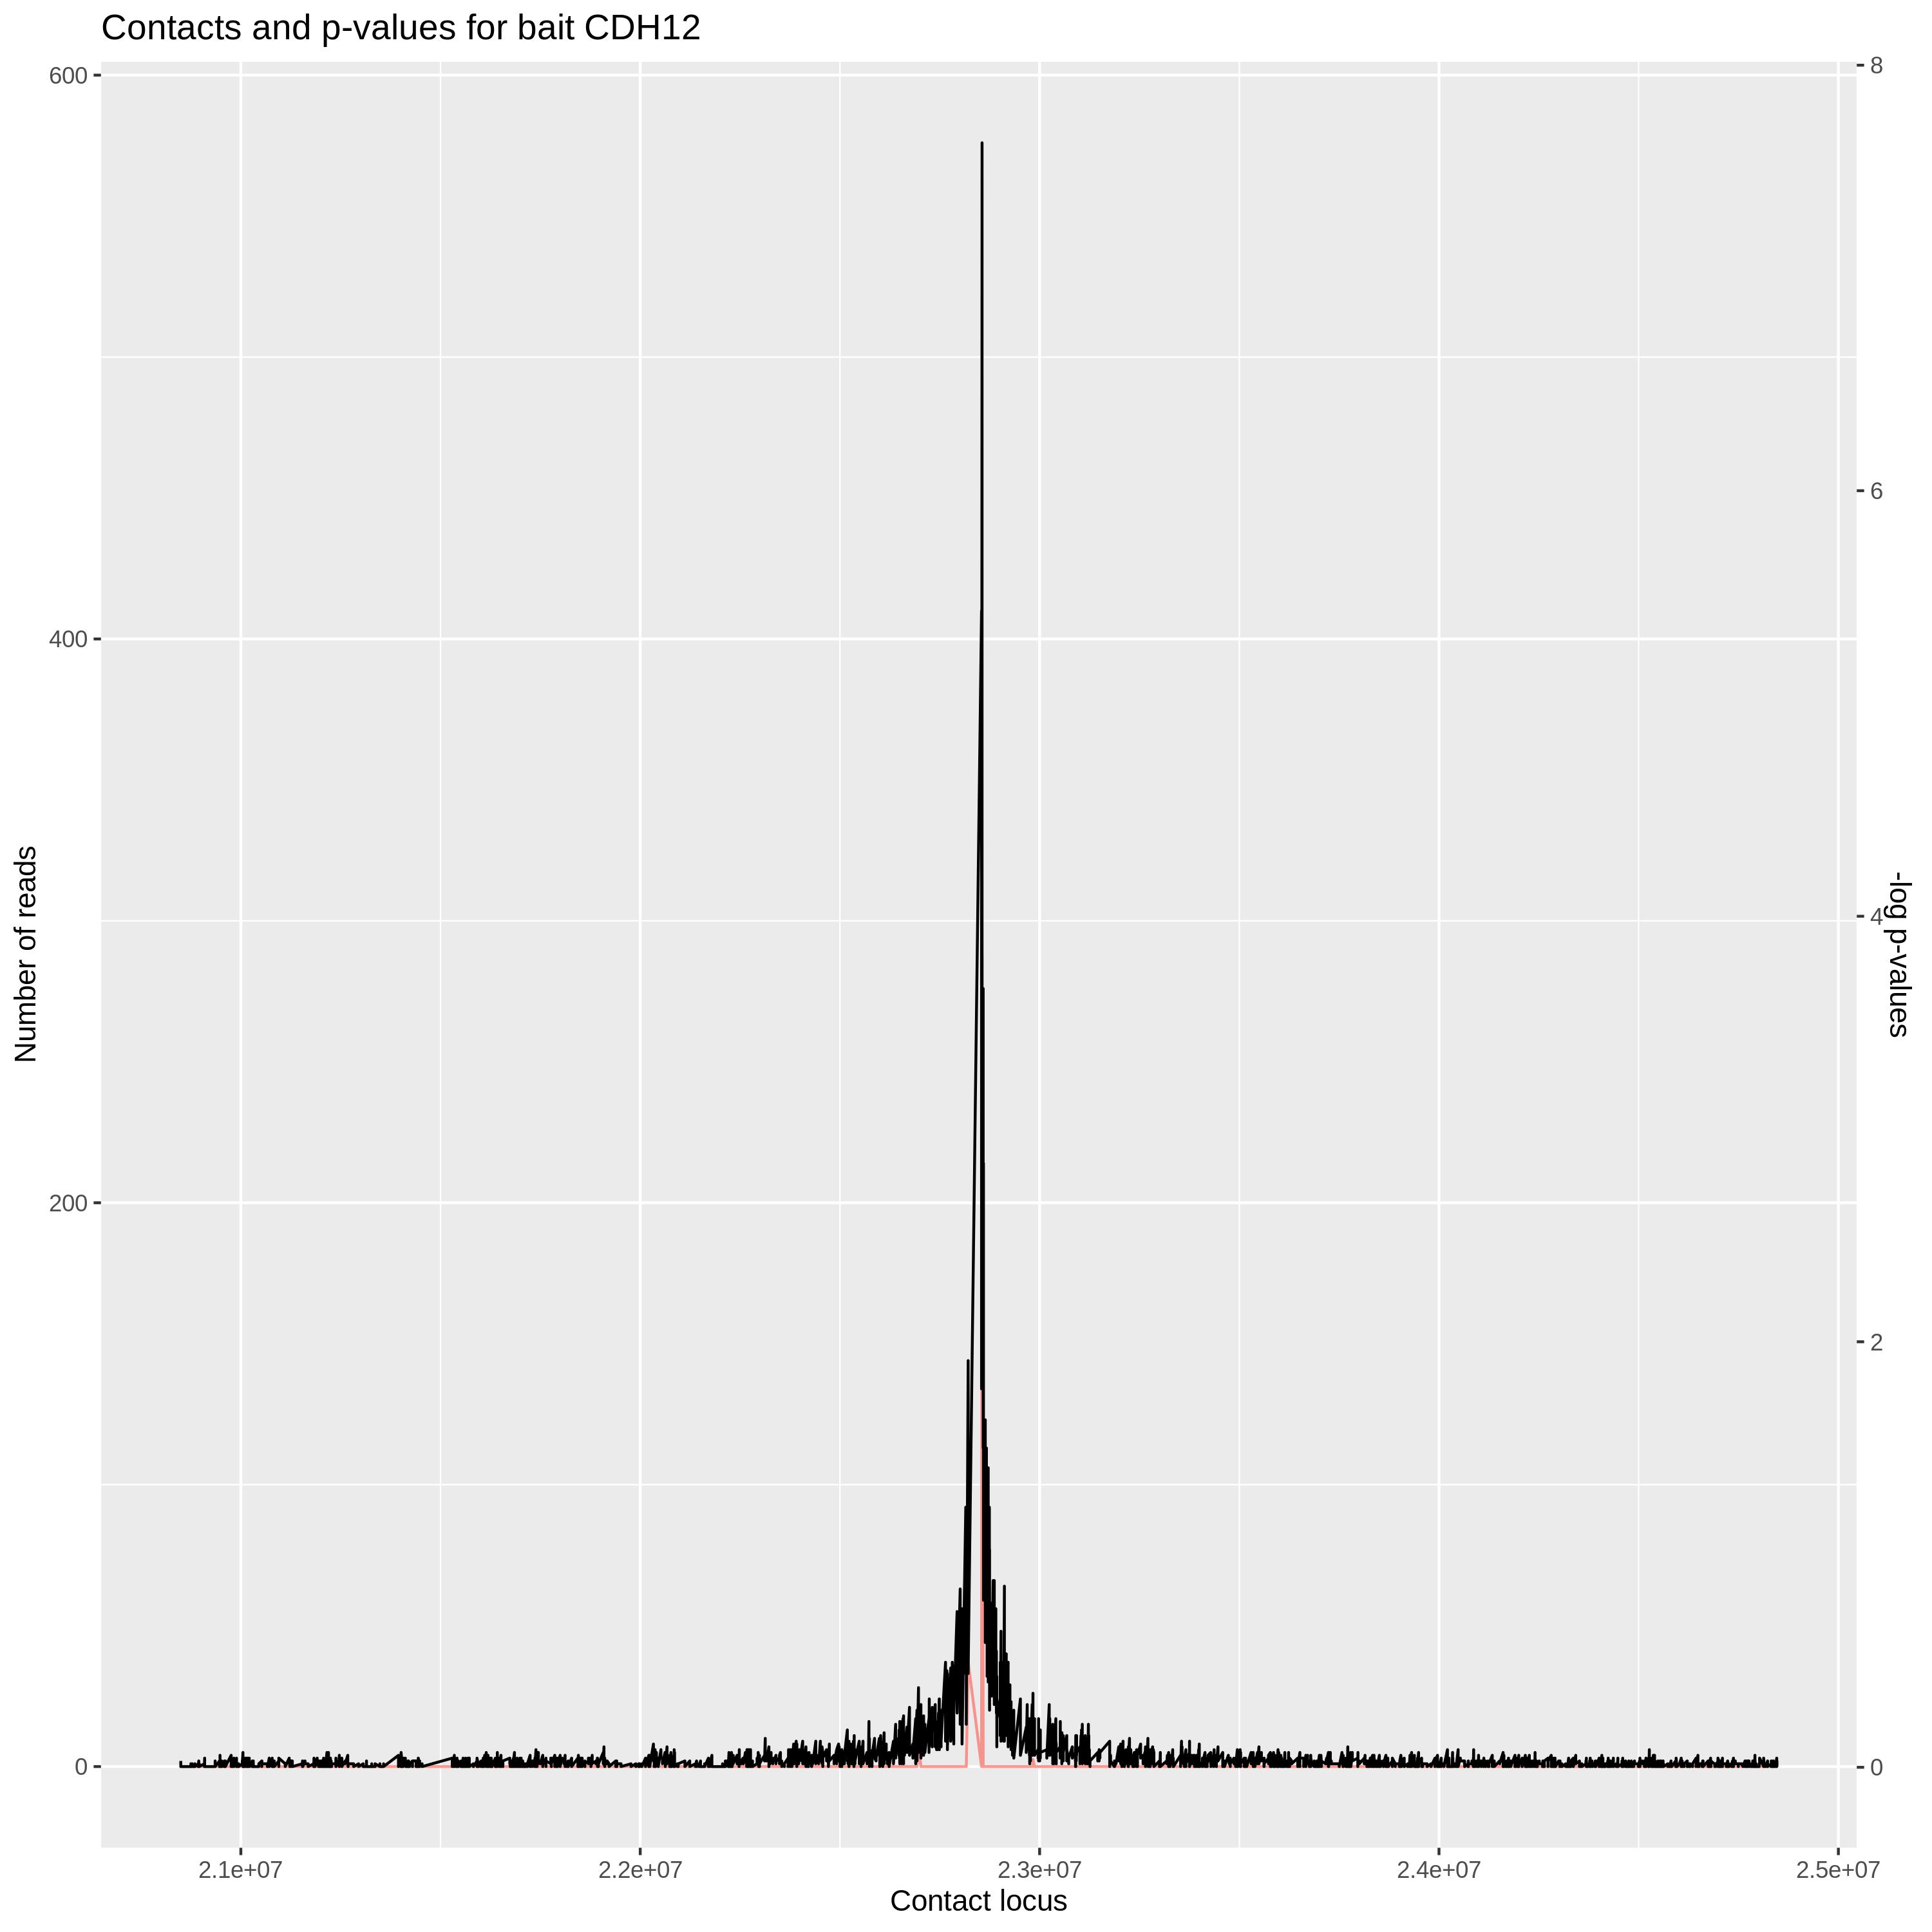 Contacts and p-values for bait CDH12
600
400
200
0
Number of reads
8
6
4
2
0
-log p-values
2.1e+07
2.2e+07
2.3e+07
2.4e+07
2.5e+07
Contact locus